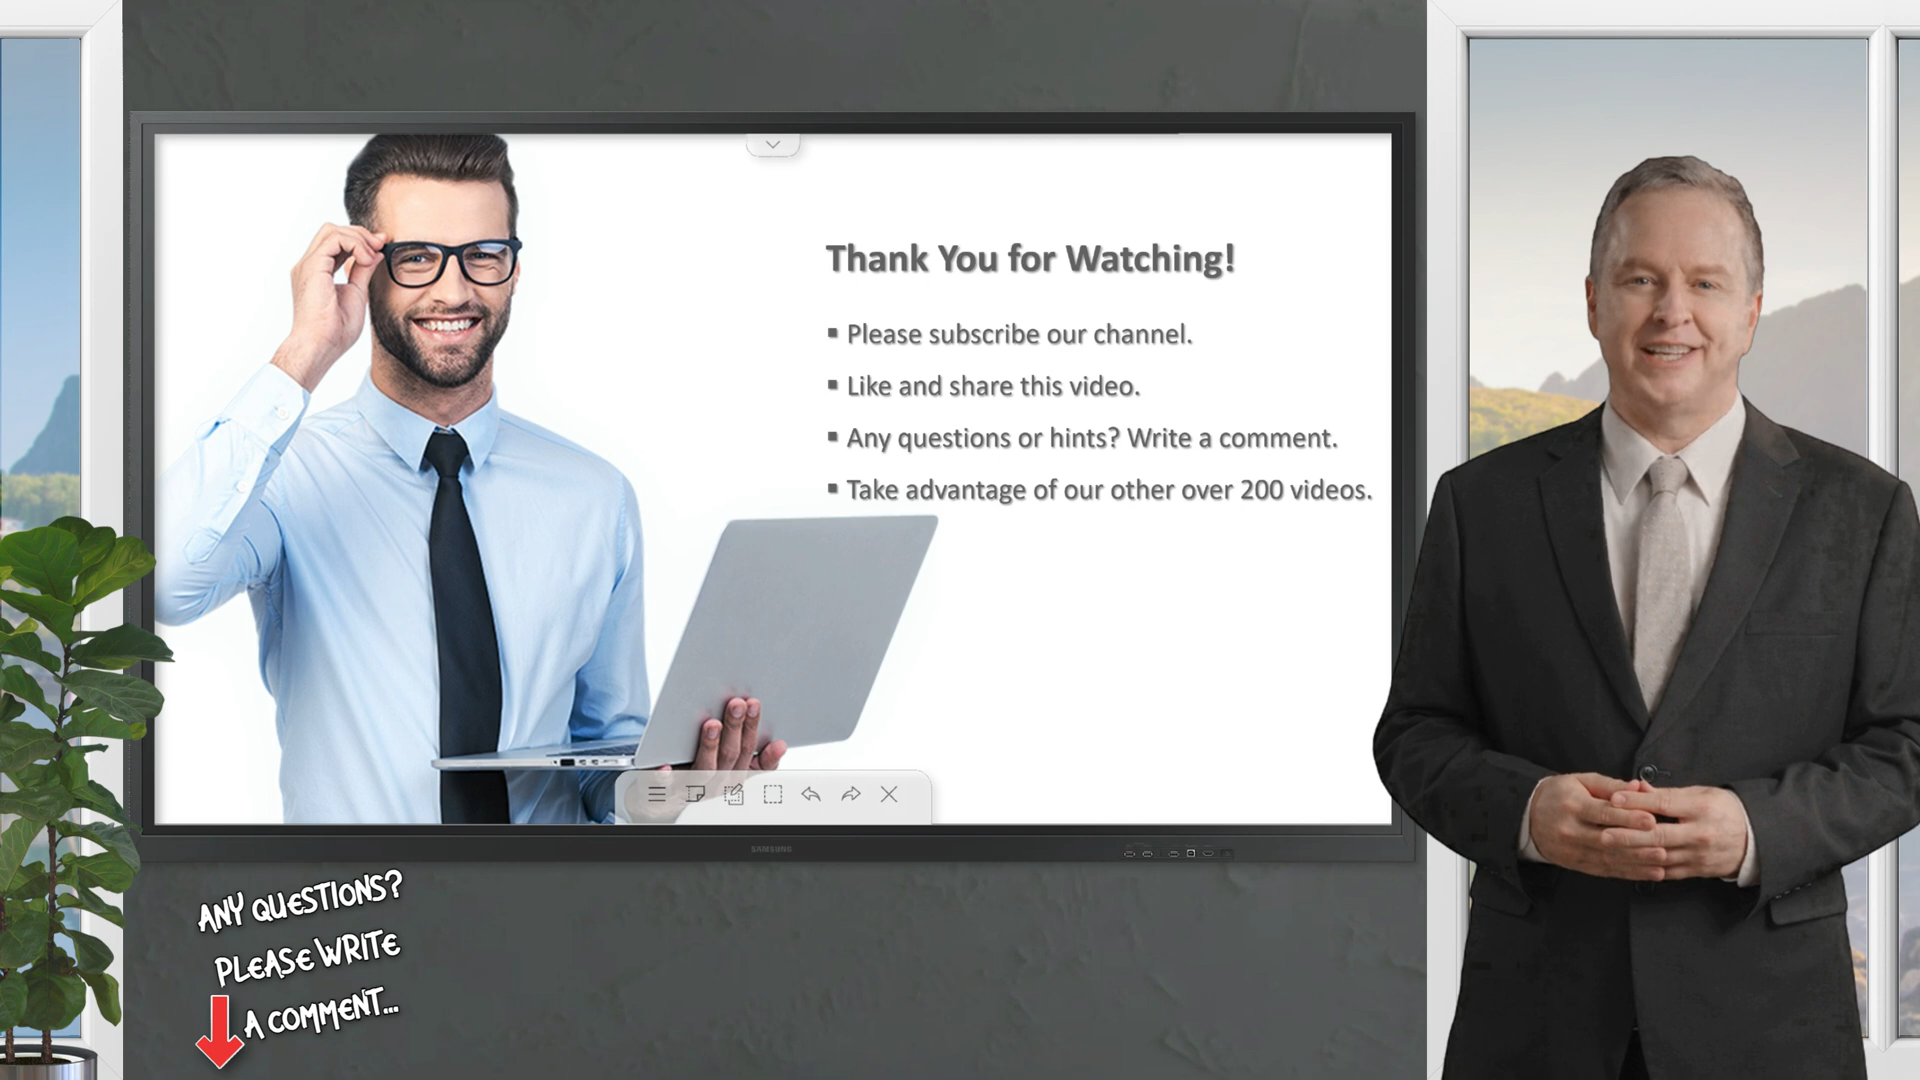 Thank You for Watching!
▪ Please subscribe our channel.
▪ Like and share this video.
▪ Any questions or hints? Write a comment.
▪ Take advantage of our other over 200 videos.
SAMSUNG
ANY QUESTIONS?
PLEASE WRITE
A COMMENT...